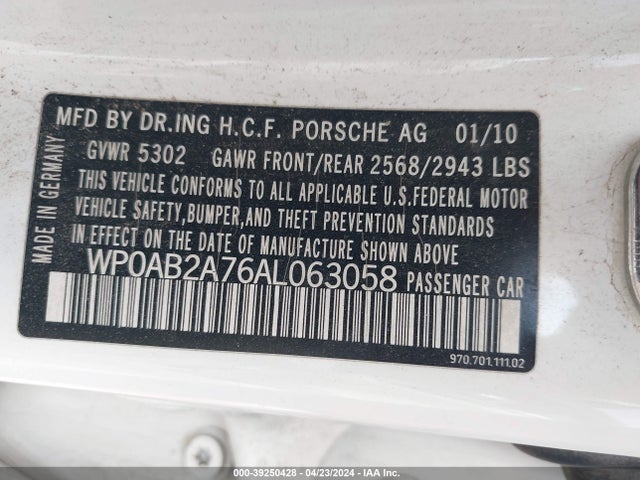 MFD BY DR.ING H.C.F. PORSCHE AG 01/10
GVWR 5302 GAWR FRONT/REAR 2568/2943 LBS
THIS VEHICLE CONFORMS TO ALL APPLICABLE U.S.FEDERAL MOTOR
VEHICLE SAFETY,BUMPER,AND THEFT PREVENTION STANDARDS
IN EFFECT ON THE DATE OF MANUFACTURE SHOWN ABOVE
WP0AB2A76AL063058 PASSENGER CAR
MADE IN GERMANY
970.701.111.02
000-39250428 - 04/23/2024 - IAA Inc.